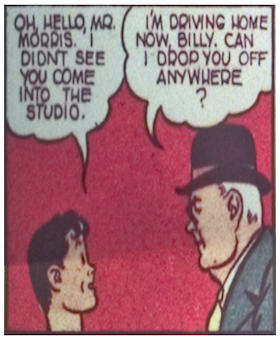 OH, HELLO, MR.
MORRIS. I
DIDN'T SEE
YOU COME
INTO THE
STUDIO.
I'M DRIVING HOME
NOW, BILLY. CAN
I DROP YOU OFF
ANYWHERE
?